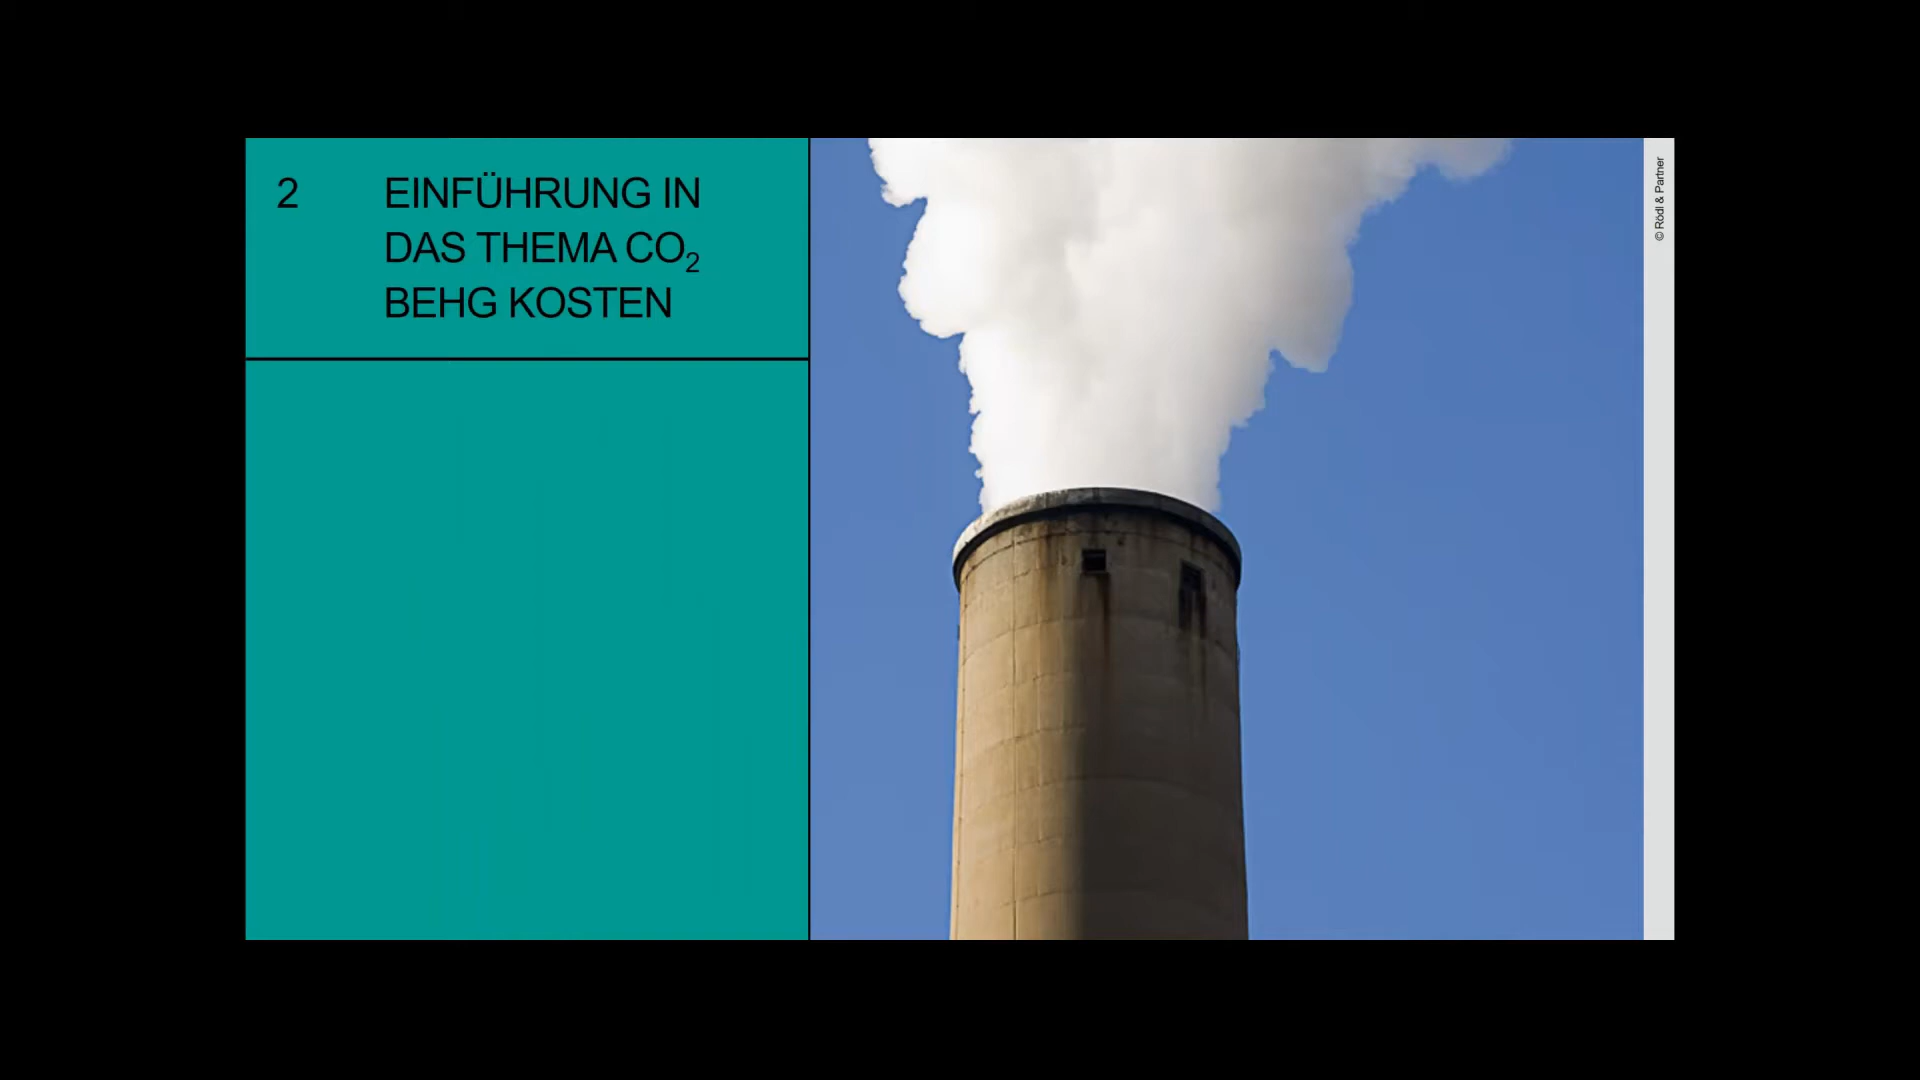 2
EINFÜHRUNG IN
DAS THEMA CO₂
BEHG KOSTEN
© Rödl & Partner